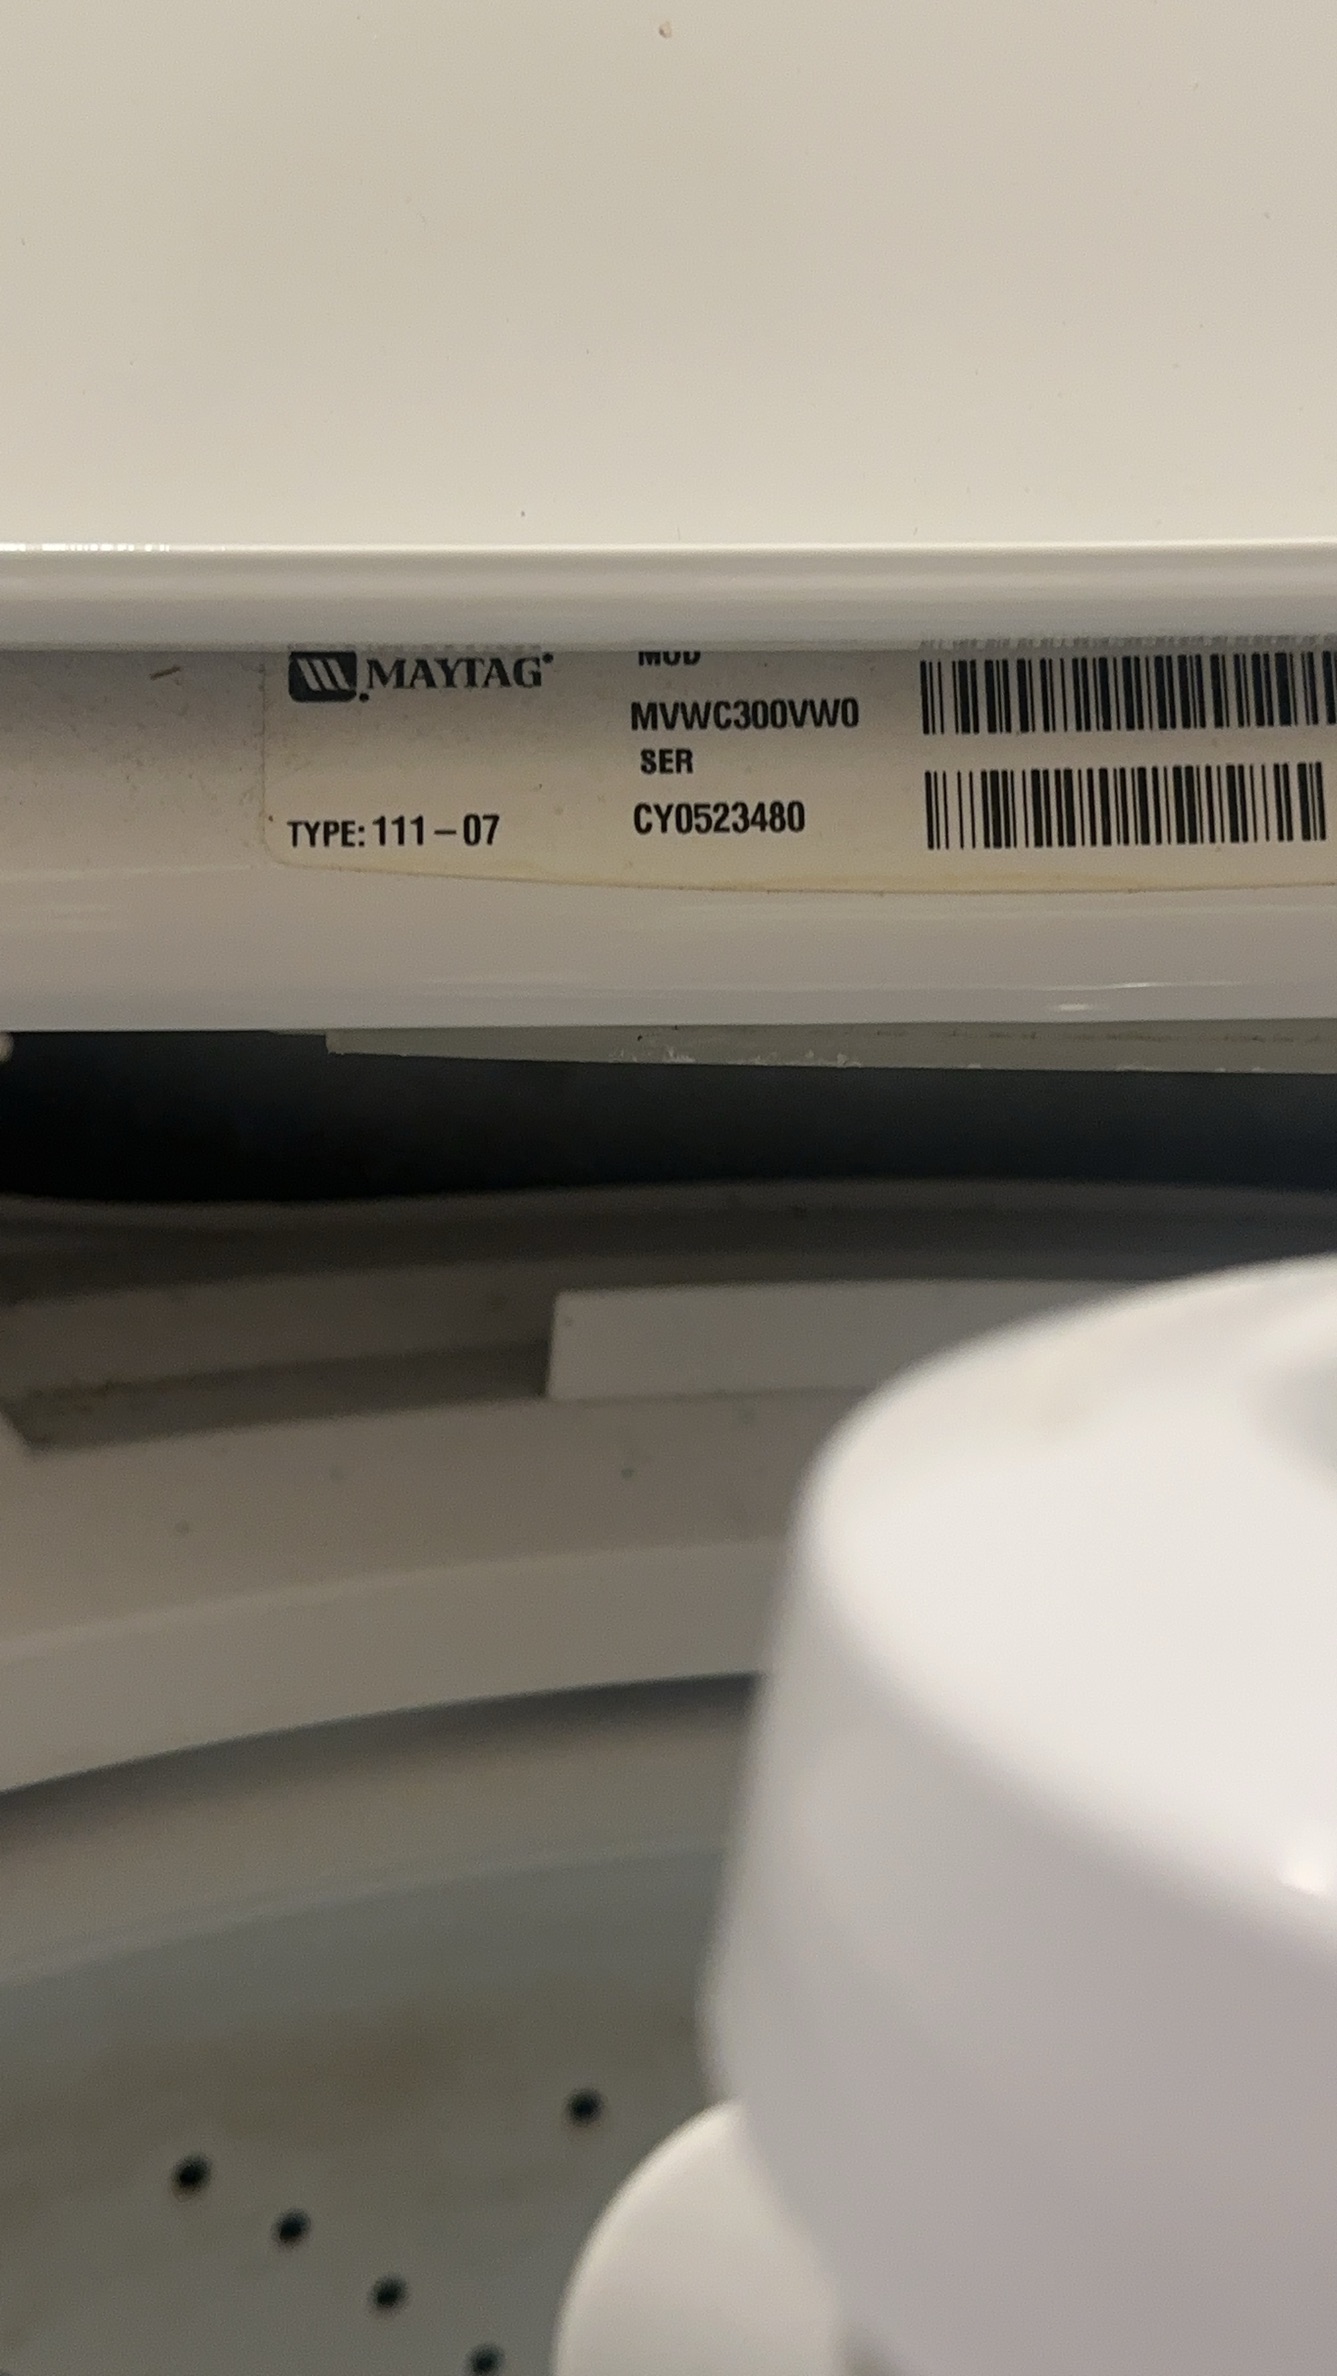 MAYTAG®
MOD
MVWC300VW0
SER
TYPE: 111-07
CY0523480